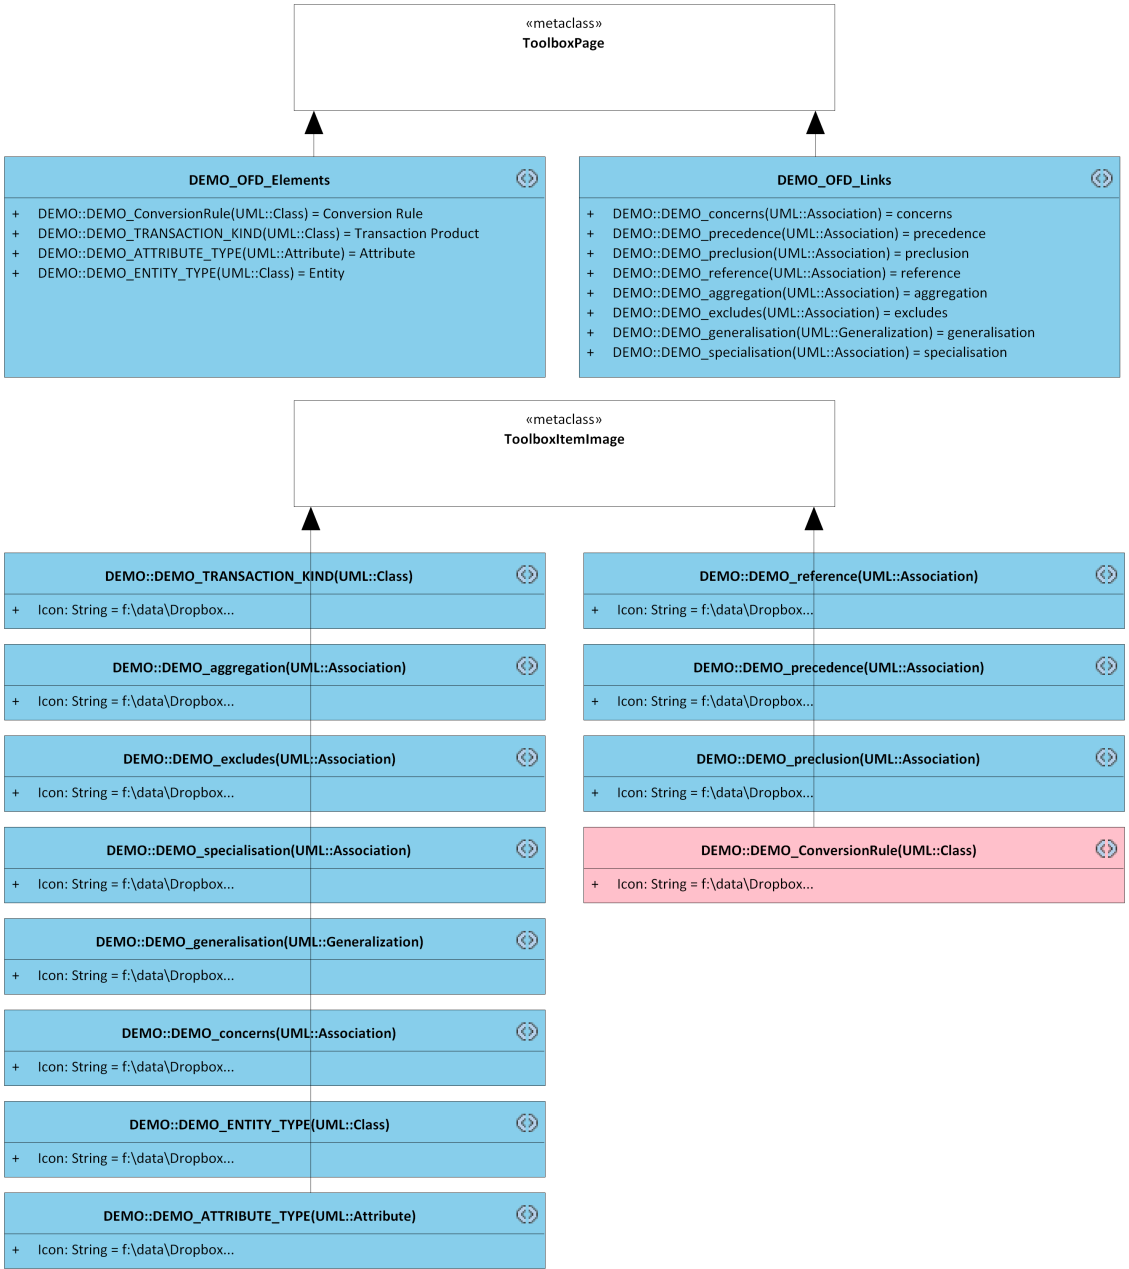 «metaclass»
ToolboxPage
DEMO_OFD_Elements
+ DEMO::DEMO_ConversionRule(UML::Class) = Conversion Rule
+ DEMO::DEMO_TRANSACTION_KIND(UML::Class) = Transaction Product
+ DEMO::DEMO_ATTRIBUTE_TYPE(UML::Attribute) = Attribute
+ DEMO::DEMO_ENTITY_TYPE(UML::Class) = Entity
DEMO_OFD_Links
+ DEMO::DEMO_concerns(UML::Association) = concerns
+ DEMO::DEMO_precedence(UML::Association) = precedence
+ DEMO::DEMO_preclusion(UML::Association) = preclusion
+ DEMO::DEMO_reference(UML::Association) = reference
+ DEMO::DEMO_aggregation(UML::Association) = aggregation
+ DEMO::DEMO_excludes(UML::Association) = excludes
+ DEMO::DEMO_generalisation(UML::Generalization) = generalisation
+ DEMO::DEMO_specialisation(UML::Association) = specialisation
«metaclass»
ToolboxItemImage
DEMO::DEMO_TRANSACTION_KIND(UML::Class)
+ Icon: String = f:\data\Dropbox...
DEMO::DEMO_aggregation(UML::Association)
+ Icon: String = f:\data\Dropbox...
DEMO::DEMO_excludes(UML::Association)
+ Icon: String = f:\data\Dropbox...
DEMO::DEMO_specialisation(UML::Association)
+ Icon: String = f:\data\Dropbox...
DEMO::DEMO_generalisation(UML::Generalization)
+ Icon: String = f:\data\Dropbox...
DEMO::DEMO_concerns(UML::Association)
+ Icon: String = f:\data\Dropbox...
DEMO::DEMO_ENTITY_TYPE(UML::Class)
+ Icon: String = f:\data\Dropbox...
DEMO::DEMO_ATTRIBUTE_TYPE(UML::Attribute)
+ Icon: String = f:\data\Dropbox...
DEMO::DEMO_reference(UML::Association)
+ Icon: String = f:\data\Dropbox...
DEMO::DEMO_precedence(UML::Association)
+ Icon: String = f:\data\Dropbox...
DEMO::DEMO_preclusion(UML::Association)
+ Icon: String = f:\data\Dropbox...
DEMO::DEMO_ConversionRule(UML::Class)
+ Icon: String = f:\data\Dropbox...